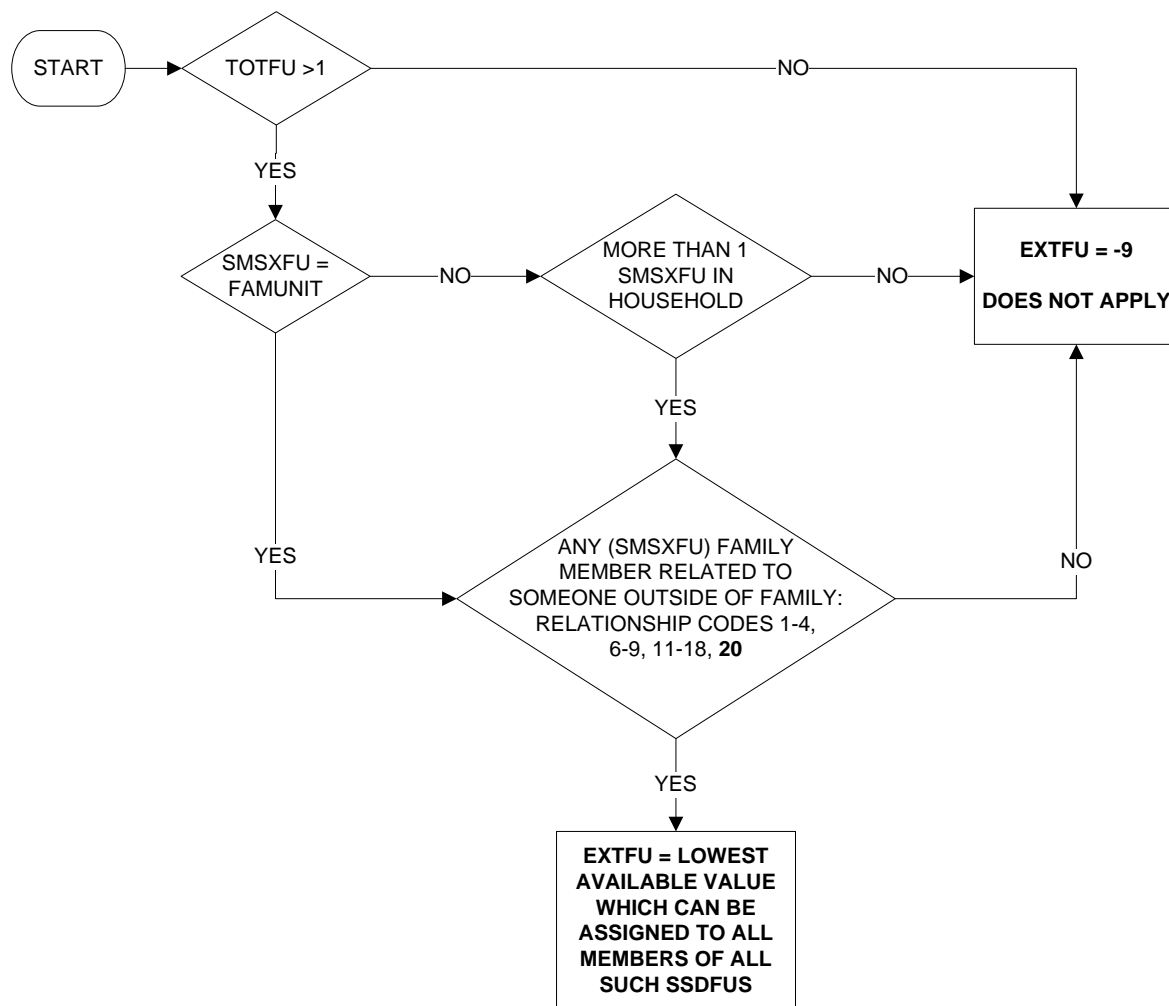 START
TOTFU >1
NO
YES
SMSXFU =
FAMUNIT
NO
MORE THAN 1
SMSXFU IN
HOUSEHOLD
NO
EXTFU = -9
DOES NOT APPLY
YES
YES
ANY (SMSXFU) FAMILY
MEMBER RELATED TO
SOMEONE OUTSIDE OF FAMILY:
RELATIONSHIP CODES 1-4,
6-9, 11-18, 20
NO
YES
EXTFU = LOWEST
AVAILABLE VALUE
WHICH CAN BE
ASSIGNED TO ALL
MEMBERS OF ALL
SUCH SSDFUS